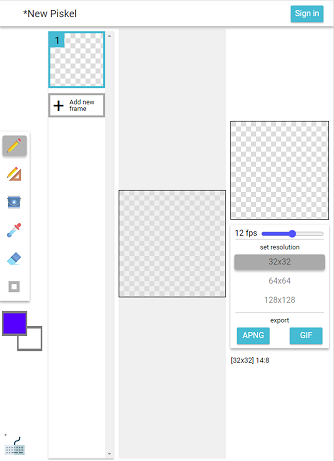 *New Piskel
Sign in
1
Add new
frame
12 fps
set resolution
32x32
64x64
128x128
export
APNG
GIF
[32x32] 14:8